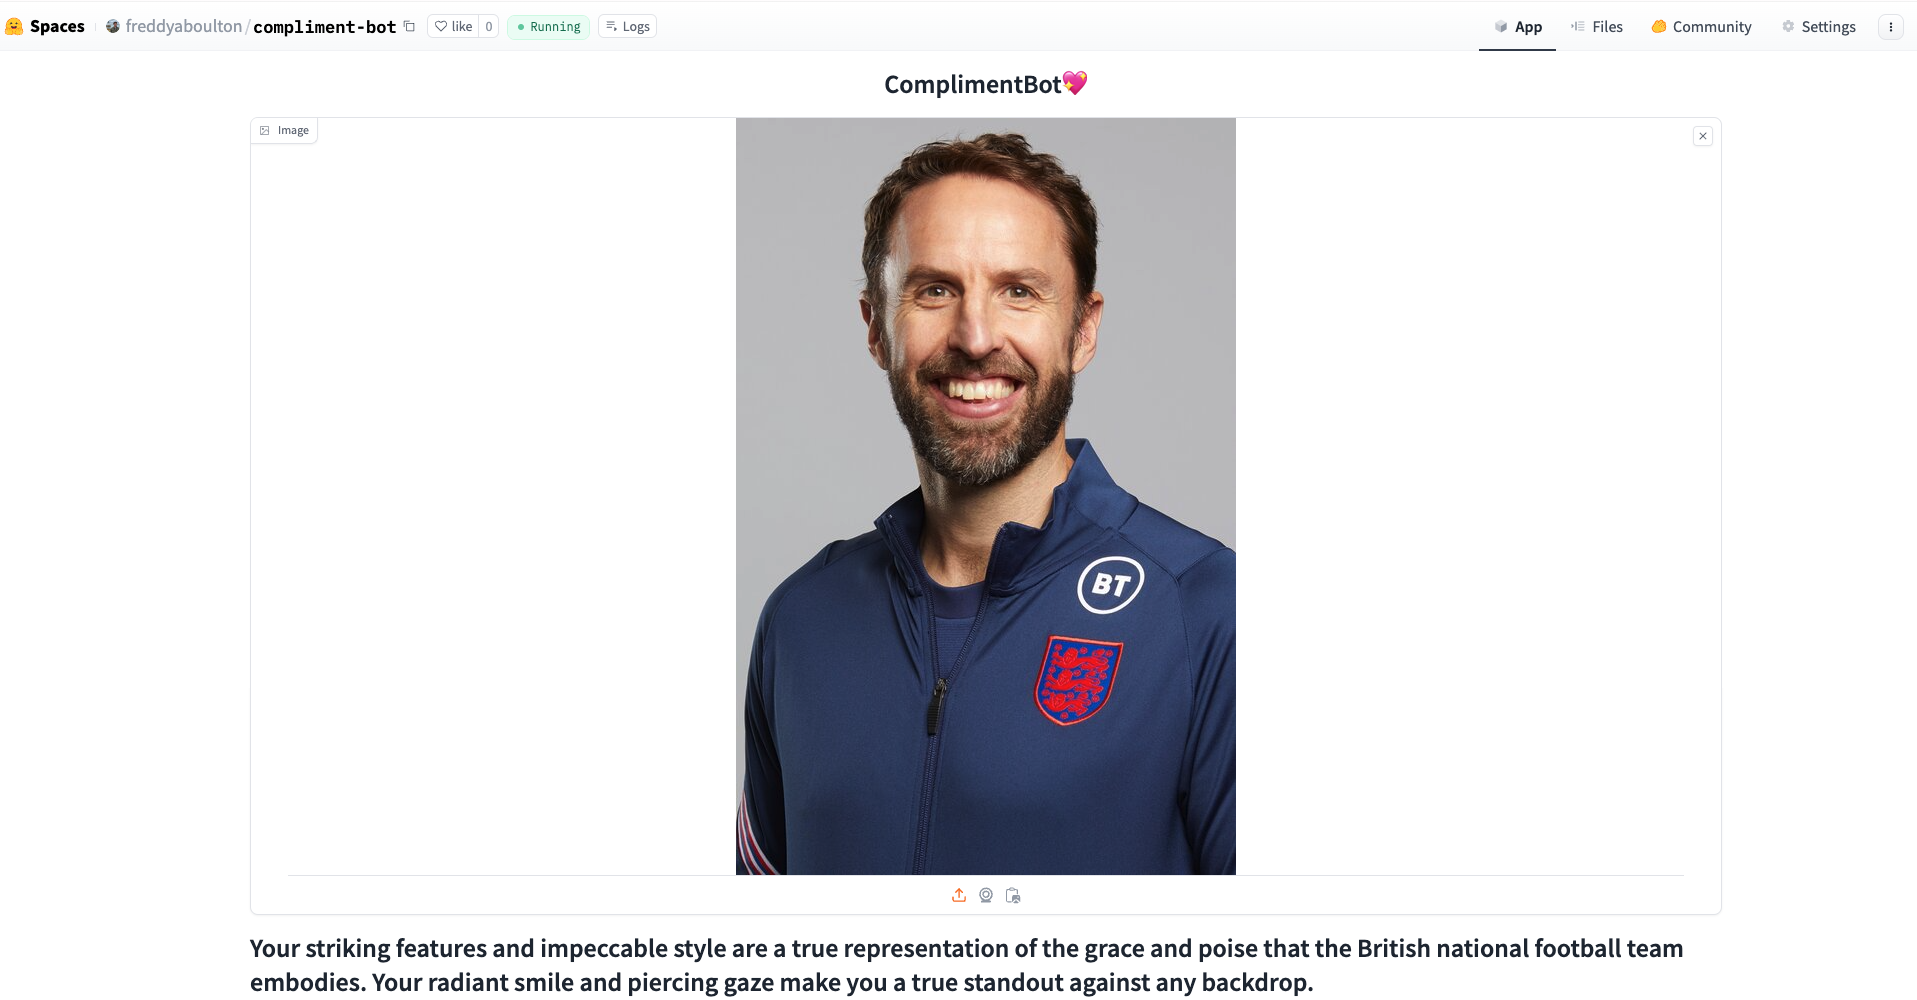 Spaces freddyaboulton/compliment-bot like 0 Running Logs App Files Community Settings
ComplimentBot💖
Image
BT
Your striking features and impeccable style are a true representation of the grace and poise that the British national football team
embodies. Your radiant smile and piercing gaze make you a true standout against any backdrop.